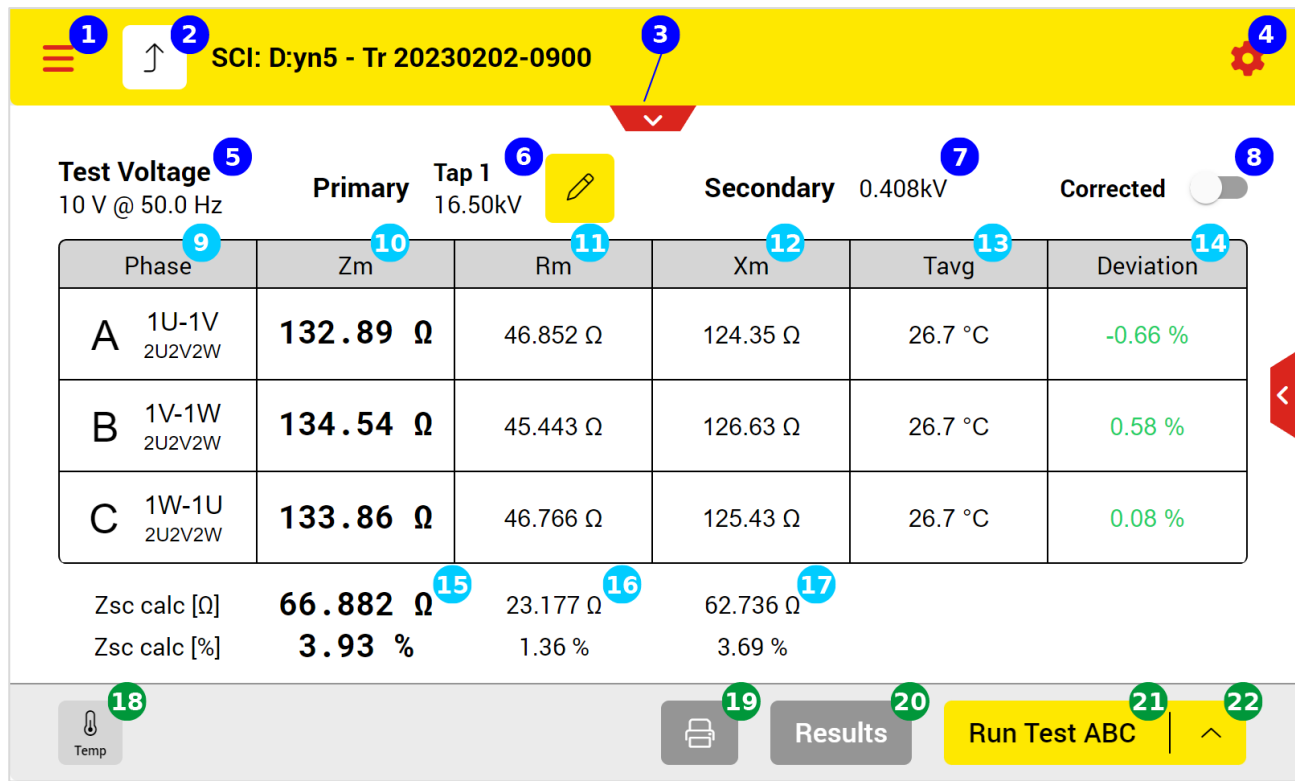 1 2 3 4
SCI: D:yn5 - Tr 20230202-0900
5 6 7 8
Test Voltage Primary Tap 1 Secondary 0.408kV Corrected
10 V @ 50.0 Hz 16.50kV
9 10 11 12 13 14
Phase Zm Rm Xm Tavg Deviation
A 1U-1V 132.89 Ω 46.852 Ω 124.35 Ω 26.7 °C -0.66 %
2U2V2W
B 1V-1W 134.54 Ω 45.443 Ω 126.63 Ω 26.7 °C 0.58 %
2U2V2W
C 1W-1U 133.86 Ω 46.766 Ω 125.43 Ω 26.7 °C 0.08 %
2U2V2W
15 16 17
Zsc calc [Ω] 66.882 Ω 23.177 Ω 62.736 Ω
Zsc calc [%] 3.93 % 1.36 % 3.69 %
18 19 20 21 22
Temp Results Run Test ABC